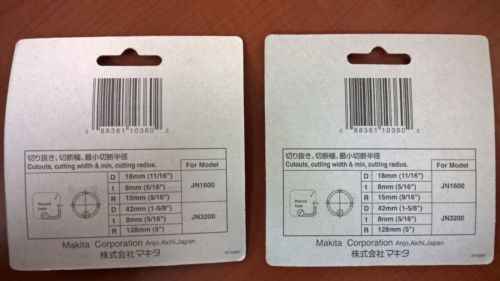 0 88381 10360 2
切り抜き、切断幅、最小切断半径
Cutouts, cutting width & min, cutting radius.
For Model
D 18mm (11/16")
t 8mm (5/16") JN1600
R 15mm (9/16")
Round hole
D 42mm (1-5/8")
t 8mm (5/16") JN3200
R 128mm (5")
Makita Corporation Anjo, Aichi, Japan
株式会社マキタ
0 88381 10360 2
切り抜き、切断幅、最小切断半径
Cutouts, cutting width & min, cutting radius.
For Model
D 18mm (11/16")
t 8mm (5/16") JN1600
R 15mm (9/16")
Round hole
D 42mm (1-5/8")
t 8mm (5/16") JN3200
R 128mm (5")
Makita Corporation Anjo, Aichi, Japan
株式会社マキタ